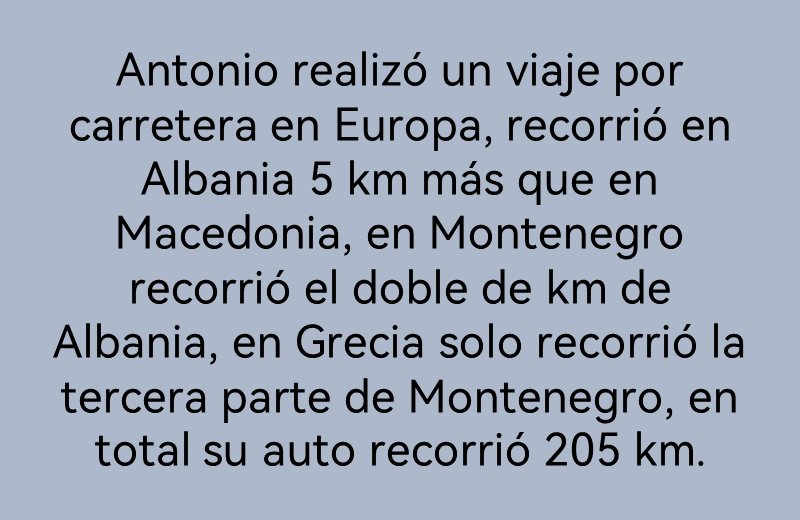 Antonio realizó un viaje por
carretera en Europa, recorrió en
Albania 5 km más que en
Macedonia, en Montenegro
recorrió el doble de km de
Albania, en Grecia solo recorrió la
tercera parte de Montenegro, en
total su auto recorrió 205 km.